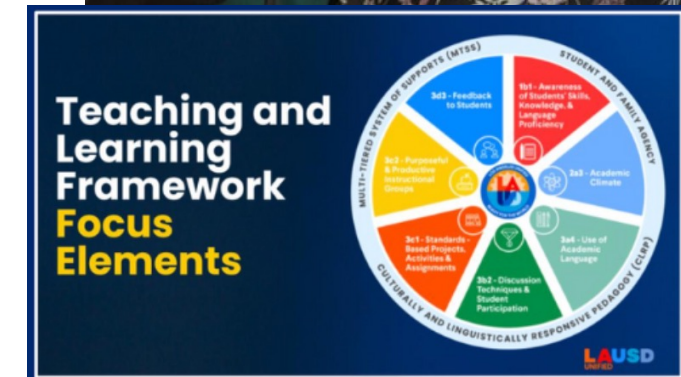 Teaching and
Learning
Framework
Focus
Elements
MULTI-TIERED SYSTEM OF SUPPORTS (MTSS)
STUDENT AND FAMILY AGENCY
CULTURALLY AND LINGUISTICALLY RESPONSIVE PEDAGOGY (CLRP)
3d3 - Feedback
to Students
1b1 - Awareness
of Students' Skills,
Knowledge, &
Language
Proficiency
2a3 - Academic
Climate
3a4 - Use of
Academic
Language
3b2 - Discussion
Techniques &
Student
Participation
3c1 - Standards-
Based Projects,
Activities &
Assignments
3c2 - Purposeful
& Productive
Instructional
Groups
LA
LAUSD
UNIFIED